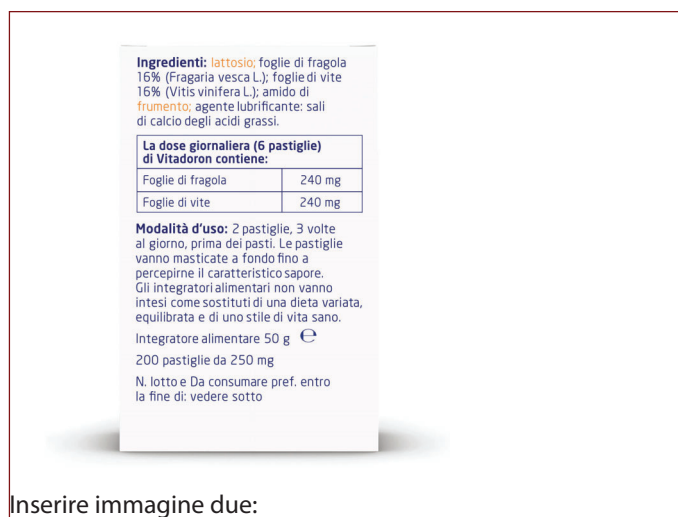 Ingredienti: lattosio; foglie di fragola
16% (Fragaria vesca L.); foglie di vite
16% (Vitis vinifera L.); amido di
frumento; agente lubrificante: sali
di calcio degli acidi grassi.
La dose giornaliera (6 pastiglie)
di Vitadoron contiene:
Foglie di fragola 240 mg
Foglie di vite 240 mg
Modalità d'uso: 2 pastiglie, 3 volte
al giorno, prima dei pasti. Le pastiglie
vanno masticate a fondo fino a
percepirne il caratteristico sapore.
Gli integratori alimentari non vanno
intesi come sostituti di una dieta variata,
equilibrata e di uno stile di vita sano.
Integratore alimentare 50 g ℮
200 pastiglie da 250 mg
N. lotto e Da consumare pref. entro
la fine di: vedere sotto
Inserire immagine due: